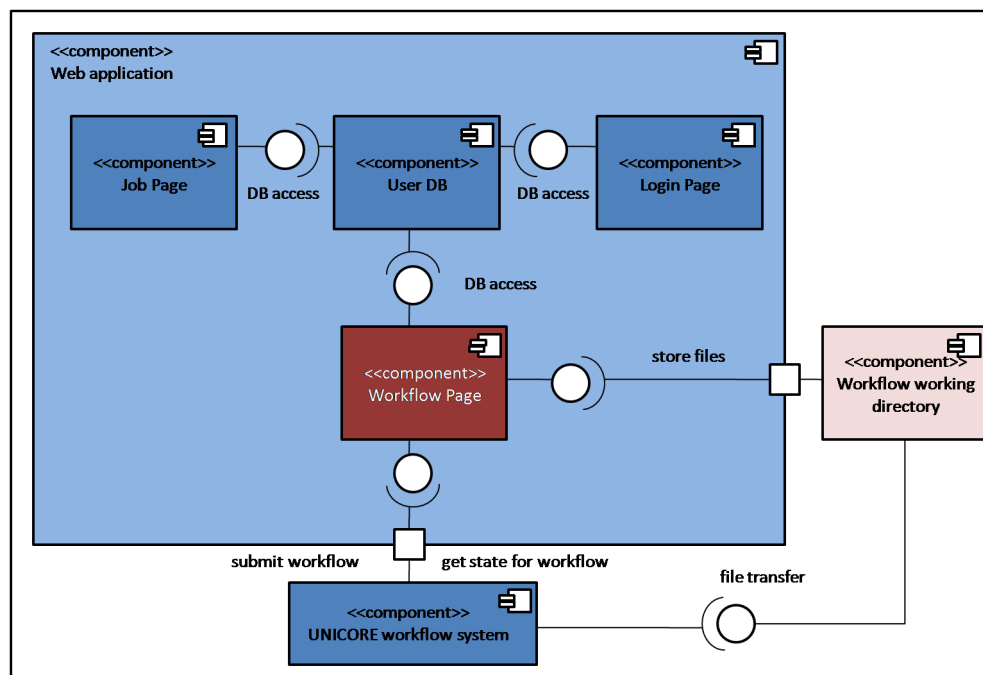 <<component>>
Web application
<<component>>
Job Page
DB access
<<component>>
User DB
DB access
<<component>>
Login Page
DB access
<<component>>
Workflow Page
store files
<<component>>
Workflow working
directory
submit workflow
get state for workflow
file transfer
<<component>>
UNICORE workflow system